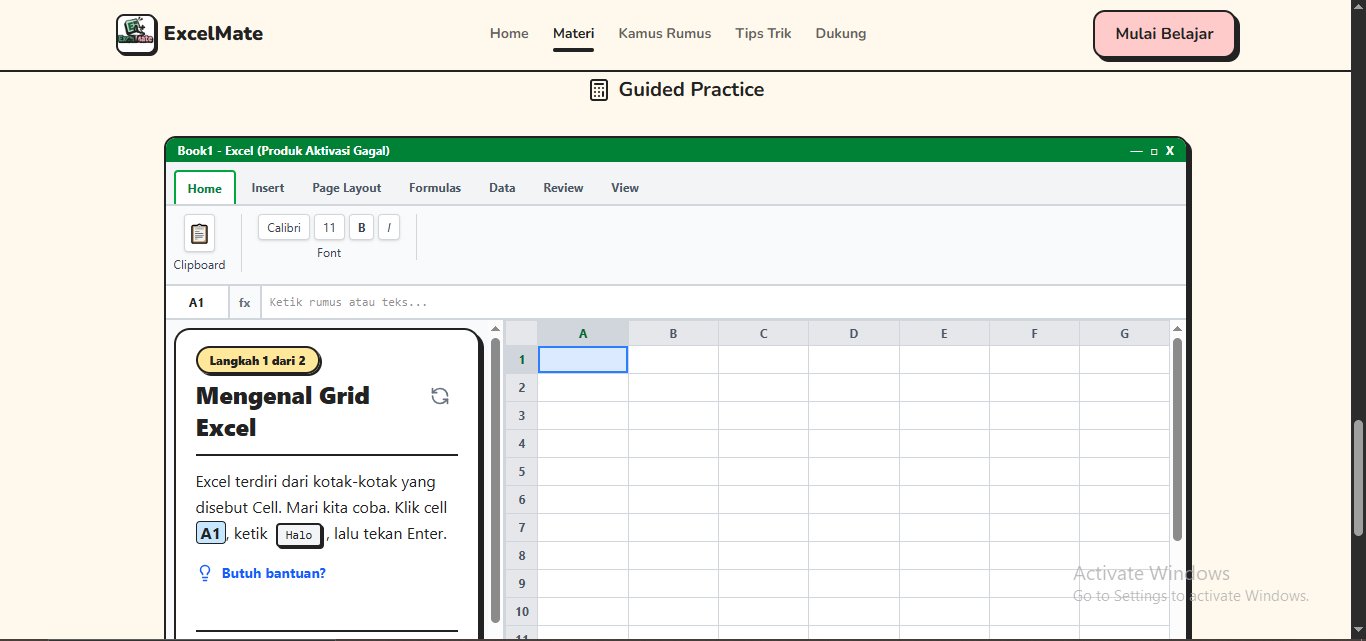 ExcelMate
Home Materi Kamus Rumus Tips Trik Dukung
Mulai Belajar
Guided Practice
Book1 - Excel (Produk Aktivasi Gagal)
X
Home Insert Page Layout Formulas Data Review View
Calibri 11 B I
Clipboard
Font
A1 fx Ketik rumus atau teks...
Langkah 1 dari 2
Mengenal Grid
Excel
Excel terdiri dari kotak-kotak yang
disebut Cell. Mari kita coba. Klik cell
A1, ketik Halo, lalu tekan Enter.
Butuh bantuan?
A B C D E F G
1
2
3
4
5
6
7
8
9
10
11
Activate Windows
Go to Settings to activate Windows.